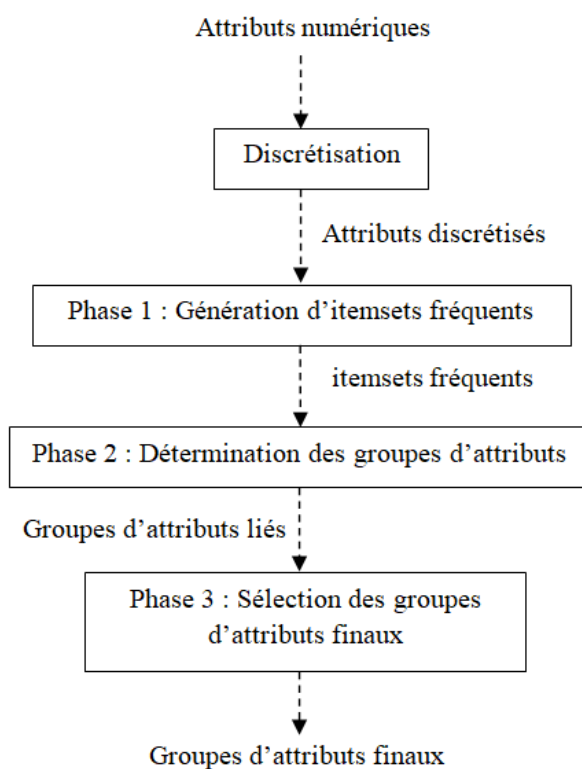 Attributs numériques
Discrétisation
Attributs discrétisés
Phase 1 : Génération d’itemsets fréquents
itemsets fréquents
Phase 2 : Détermination des groupes d’attributs
Groupes d’attributs liés
Phase 3 : Sélection des groupes
d’attributs finaux
Groupes d’attributs finaux